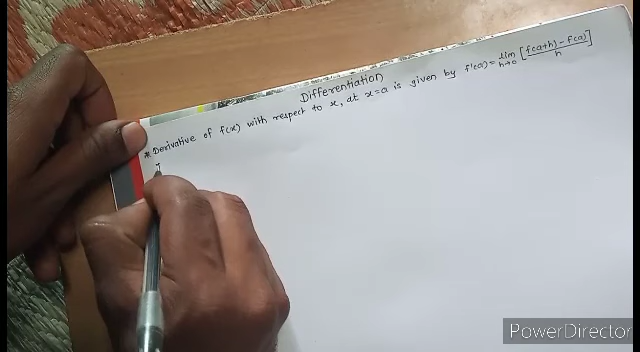 Differentiation
* Derivative of f(x) with respect to x, at x=a is given by f'(a) = lim h→0 [f(a+h) - f(a) / h]
PowerDirector